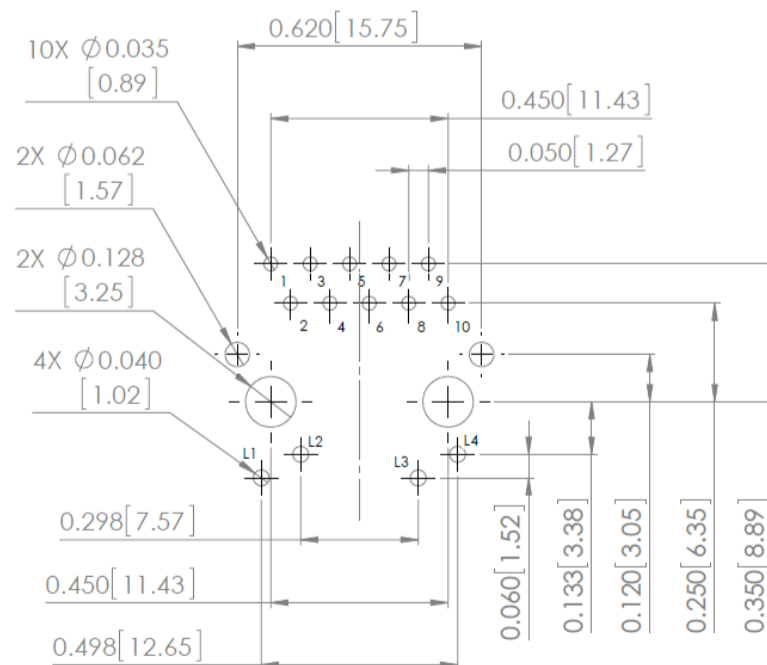 0.620[15.75]
10X Ø0.035
[0.89]
0.450[11.43]
0.050[1.27]
2X Ø0.062
[1.57]
2X Ø0.128
[3.25]
1 3 5 7 9
2 4 6 8 10
4X Ø0.040
[1.02]
L1 L2 L3 L4
0.298[7.57]
0.450[11.43]
0.498[12.65]
0.060[1.52]
0.133[3.38]
0.120[3.05]
0.250[6.35]
0.350[8.89]